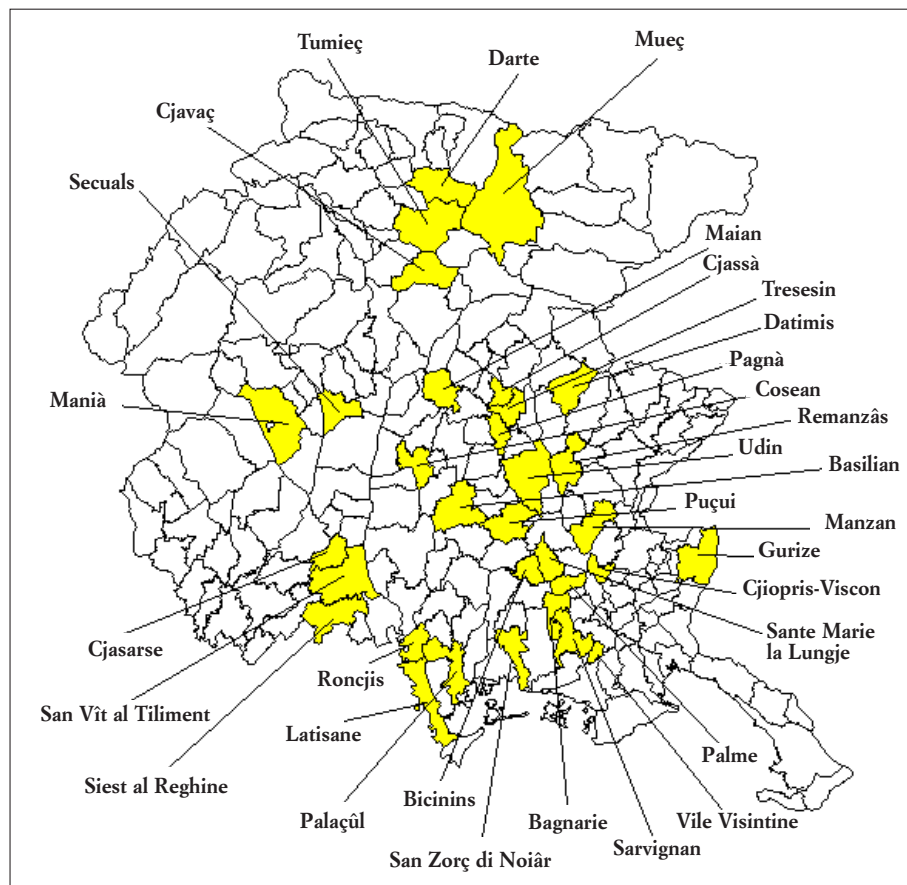 Tumieç
Mueç
Darte
Cjavaç
Secuals
Maian
Cjassà
Tresesin
Datimis
Pagnà
Cosean
Manià
Remanzâs
Udin
Basilian
Puçui
Manzan
Gurize
Cjiopris-Viscon
Sante Marie
la Lungje
Cjasarse
Roncjis
San Vît al Tiliment
Latisane
Palme
Siest al Reghine
Bicinins
Palaçûl
Bagnarie
Vile Visintine
Sarvignan
San Zorç di Noiâr